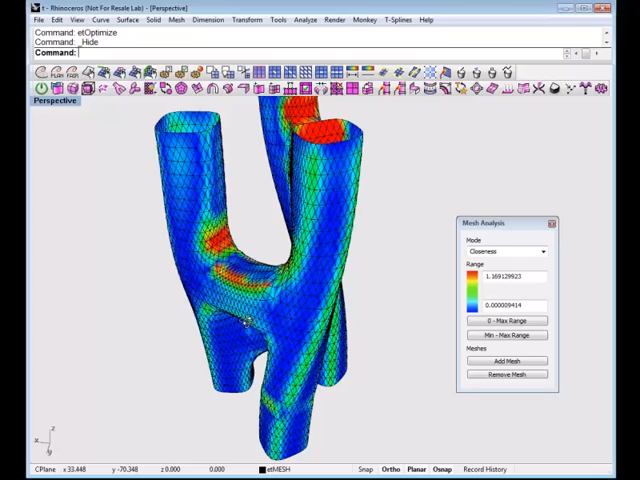 t - Rhinoceros (Not For Resale Lab) - [Perspective]
File Edit View Curve Surface Solid Mesh Dimension Transform Tools Analyze Render Monkey T-Splines Help
Command: etOptimize
Command: _Hide
Command:
Perspective
Mesh Analysis
Mode
Closeness
Range
1.169129923
0.000009414
0 - Max Range
Min - Max Range
Meshes
Add Mesh
Remove Mesh
z
x
y
CPlane x 33.448 y -70.348 z 0.000 0.000 etMESH Snap Ortho Planar Osnap Record History